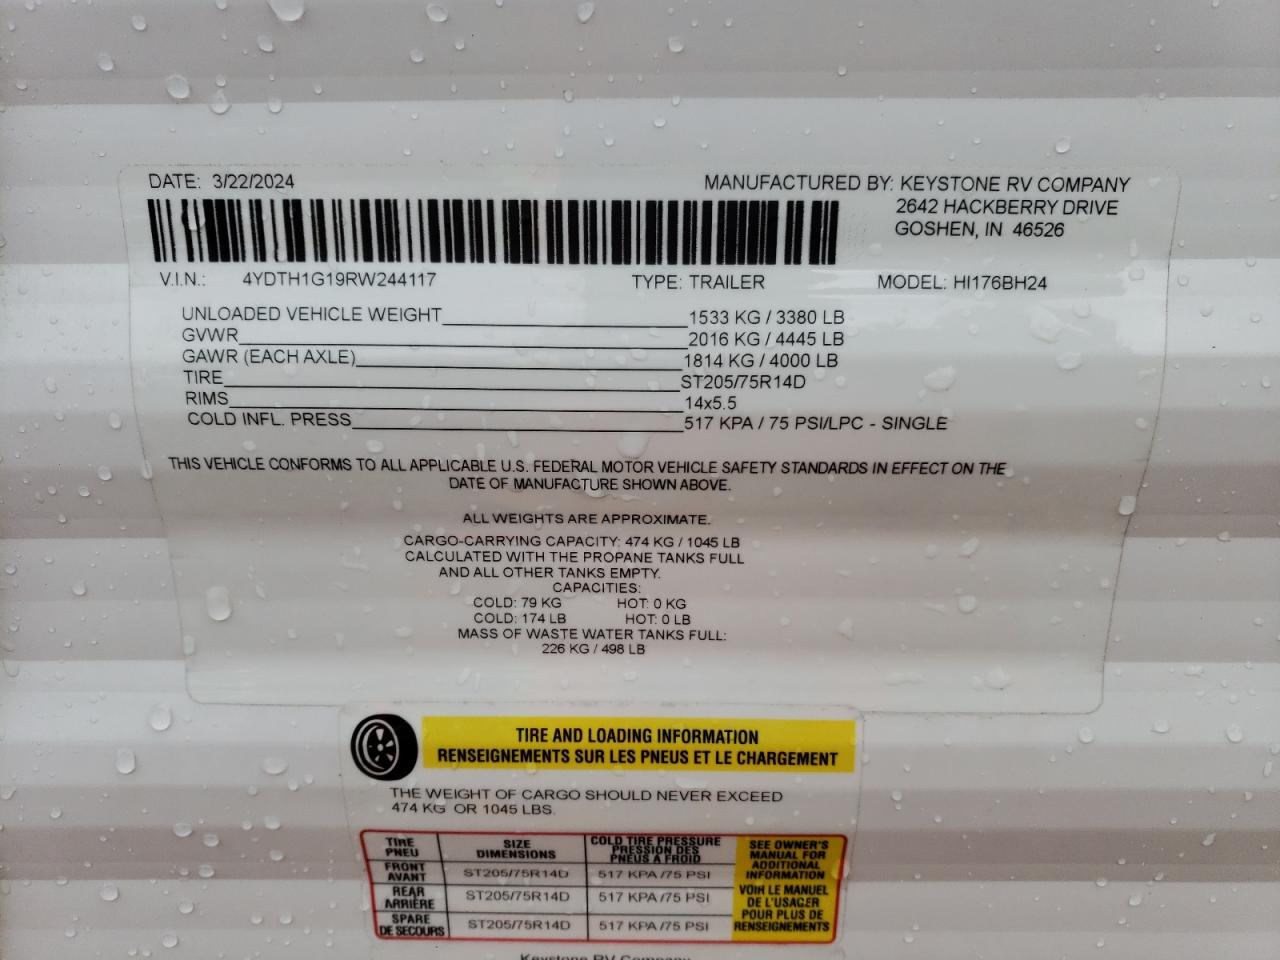 DATE: 3/22/2024
MANUFACTURED BY: KEYSTONE RV COMPANY
2642 HACKBERRY DRIVE
GOSHEN, IN 46526
V.I.N.: 4YDTH1G19RW244117 TYPE: TRAILER MODEL: HI176BH24
UNLOADED VEHICLE WEIGHT 1533 KG / 3380 LB
GVWR 2016 KG / 4445 LB
GAWR (EACH AXLE) 1814 KG / 4000 LB
TIRE ST205/75R14D
RIMS 14x5.5
COLD INFL. PRESS 517 KPA / 75 PSI/LPC - SINGLE
THIS VEHICLE CONFORMS TO ALL APPLICABLE U.S. FEDERAL MOTOR VEHICLE SAFETY STANDARDS IN EFFECT ON THE
DATE OF MANUFACTURE SHOWN ABOVE.
ALL WEIGHTS ARE APPROXIMATE.
CARGO-CARRYING CAPACITY: 474 KG / 1045 LB
CALCULATED WITH THE PROPANE TANKS FULL
AND ALL OTHER TANKS EMPTY.
CAPACITIES:
COLD: 79 KG HOT: 0 KG
COLD: 174 LB HOT: 0 LB
MASS OF WASTE WATER TANKS FULL:
226 KG / 498 LB
TIRE AND LOADING INFORMATION
RENSEIGNEMENTS SUR LES PNEUS ET LE CHARGEMENT
THE WEIGHT OF CARGO SHOULD NEVER EXCEED
474 KG OR 1045 LBS.
TIRE
PNEU
SIZE
DIMENSIONS
COLD TIRE PRESSURE
PRESSION DES
PNEUS A FROID
FRONT
AVANT
ST205/75R14D
517 KPA /75 PSI
REAR
ARRIÈRE
ST205/75R14D
517 KPA /75 PSI
SPARE
DE SECOURS
ST205/75R14D
517 KPA /75 PSI
SEE OWNER'S
MANUAL FOR
ADDITIONAL
INFORMATION
VOIR LE MANUEL
DE L'USAGER
POUR PLUS DE
RENSEIGNEMENTS
Keystone RV Company